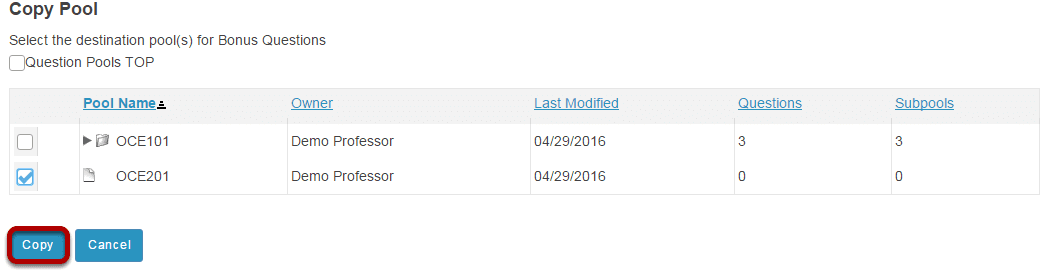 Copy Pool
Select the destination pool(s) for Bonus Questions
Question Pools TOP
Pool Name Owner Last Modified Questions Subpools
OCE101 Demo Professor 04/29/2016 3 3
OCE201 Demo Professor 04/29/2016 0 0
Copy Cancel